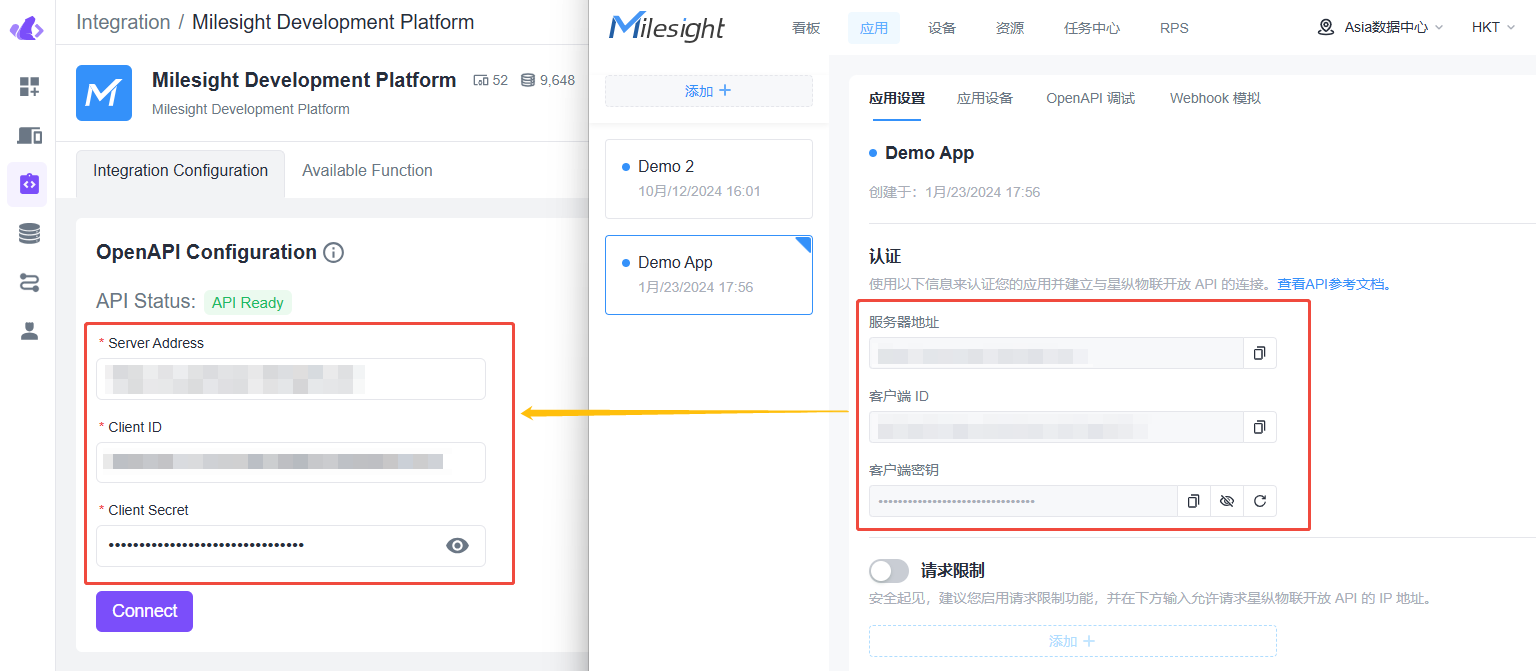 Integration / Milesight Development Platform
Milesight Development Platform 52 9,648
Milesight Development Platform
Integration Configuration Available Function
OpenAPI Configuration
API Status: API Ready
* Server Address
* Client ID
* Client Secret
•••••••••••••••••••••••••••••••
Connect
Milesight
看板 应用 设备 资源 任务中心 RPS
Asia数据中心 HKT
添加 +
Demo 2
10月/12/2024 16:01
Demo App
1月/23/2024 17:56
应用设置 应用设备 OpenAPI 调试 Webhook 模拟
Demo App
创建于：1月/23/2024 17:56
认证
使用以下信息来认证您的应用并建立与星纵物联开放 API 的连接。查看API参考文档。
服务器地址
客户端 ID
客户端密钥
••••••••••••••••••••••••••••••••
请求限制
安全起见，建议您启用请求限制功能，并在下方输入允许请求星纵物联开放 API 的 IP 地址。
添加 +